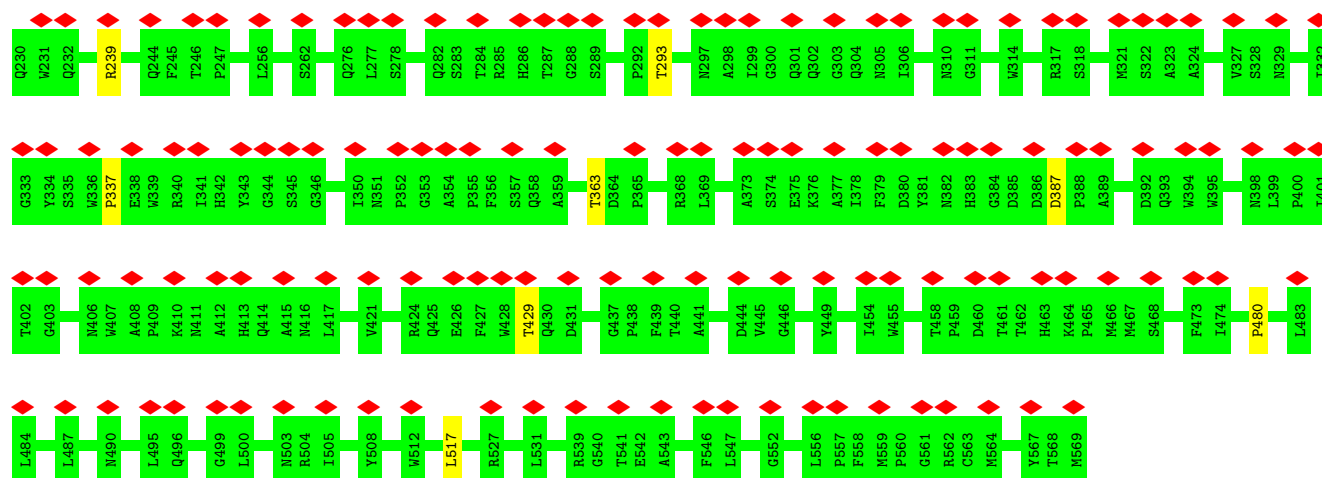 Q230 W231 Q232 R239 Q244 F245 T246 P247 L256 S262 Q276 L277 S278 Q282 S283 T284 R285 H286 T287 G288 S289 P292 T293 N297 A298 I299 G300 Q301 Q302 G303 Q304 N305 I306 N310 G311 W314 R317 S318 M321 S322 A323 A324 V327 S328 N329 I332
G333 Y334 S335 W336 P337 E338 W339 R340 I341 H342 Y343 G344 S345 G346 I350 N351 P352 G353 A354 P355 F356 S357 Q358 A359 T363 D364 P365 R368 L369 A373 S374 E375 K376 A377 I378 F379 D380 Y381 N382 H383 G384 D385 D386 D387 P388 A389 D392 Q393 W394 W395 N398 L399 P400 I401
T402 G403 N406 W407 A408 P409 K410 N411 A412 H413 Q414 A415 N416 L417 V421 R424 Q425 E426 F427 W428 T429 Q430 D431 G437 P438 F439 T440 A441 D444 V445 G446 Y449 I454 W455 T458 P459 D460 T461 T462 H463 K464 P465 M466 M467 S468 F473 I474 P480 L483
L484 L487 N490 L495 Q496 G499 L500 N503 R504 I505 Y508 W512 L517 R527 L531 R539 G540 T541 E542 A543 F546 L547 G552 L556 P557 F558 M559 P560 G561 R562 C563 M564 Y567 T568 M569